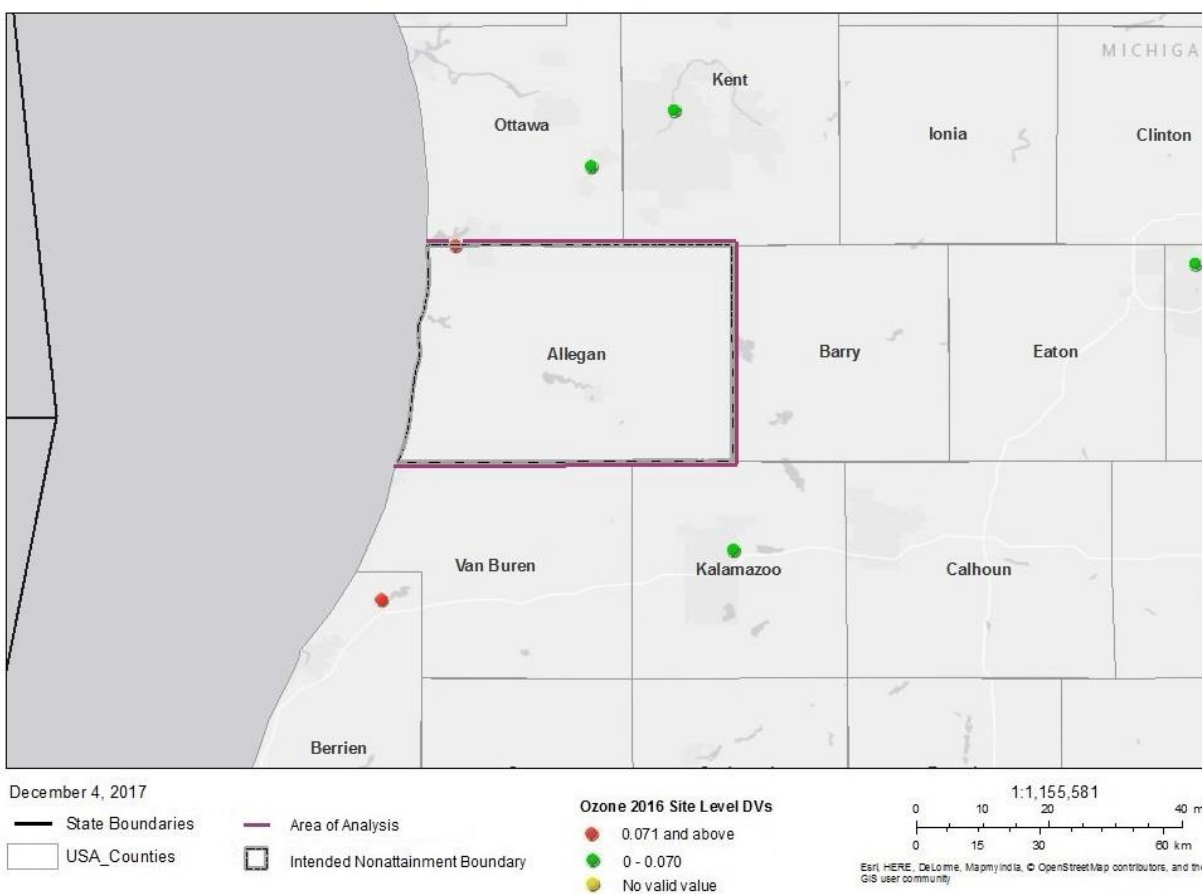 MICHIGA
Kent
Ottawa
Ionia
Clinton
Allegan
Barry
Eaton
Van Buren
Kalamazoo
Calhoun
Berrien
December 4, 2017
State Boundaries
USA_Counties
Area of Analysis
Intended Nonattainment Boundary
Ozone 2016 Site Level DVs
0.071 and above
0 - 0.070
No valid value
1:1,155,581
0 10 20 40 m
0 15 30 60 km
Esri, HERE, DeLorme, MapmyIndia, © OpenStreetMap contributors, and the
GIS user community